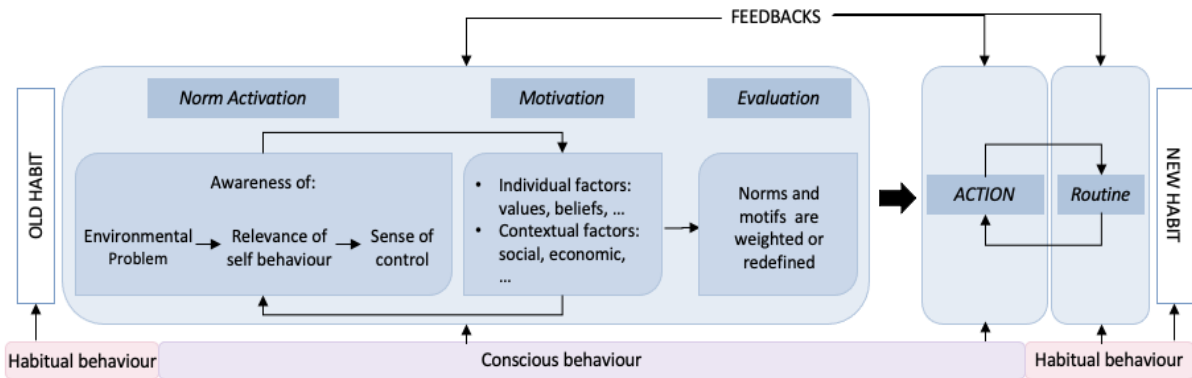 FEEDBACKS
Norm Activation
Motivation
Evaluation
OLD HABIT
Awareness of:
Environmental
Problem
Relevance of
self behaviour
Sense of
control
• Individual factors:
values, beliefs, ...
• Contextual factors:
social, economic,
...
Norms and
motifs are
weighted or
redefined
ACTION
Routine
NEW HABIT
Habitual behaviour
Conscious behaviour
Habitual behaviour